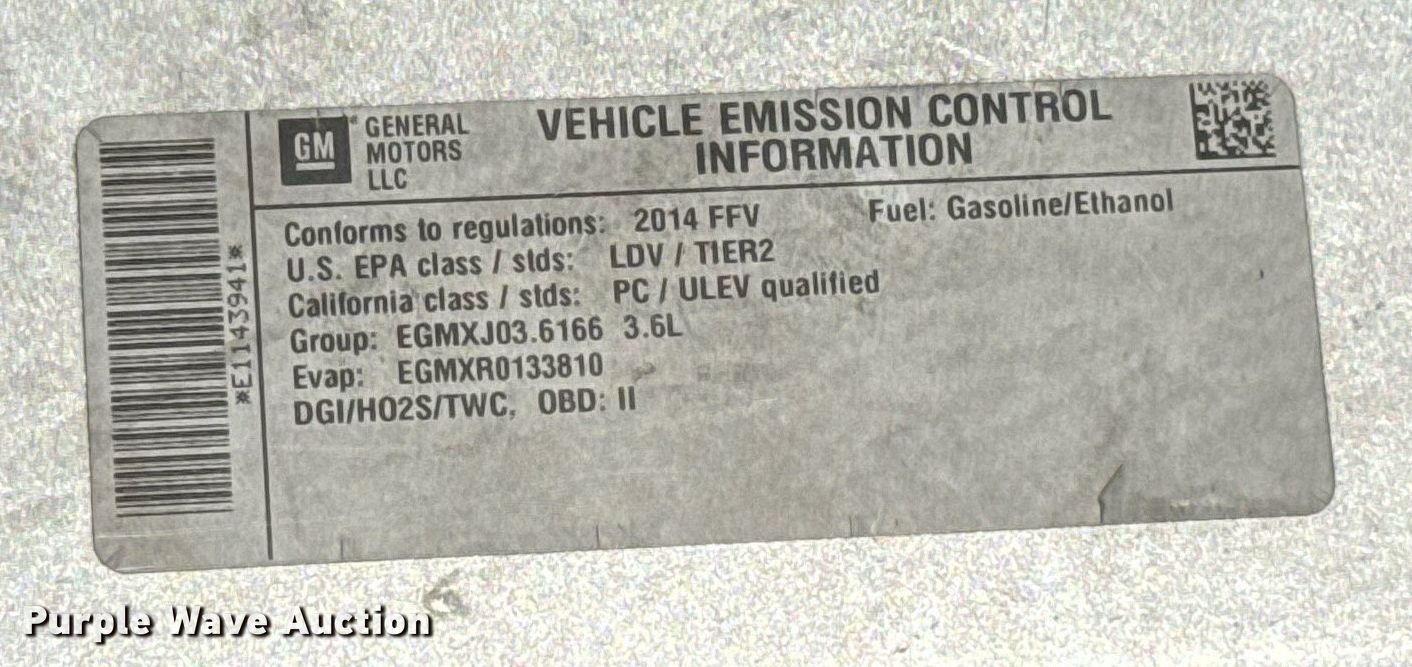 GM
GENERAL
MOTORS
LLC
VEHICLE EMISSION CONTROL
INFORMATION
Conforms to regulations: 2014 FFV Fuel: Gasoline/Ethanol
U.S. EPA class / stds: LDV / TIER2
California class / stds: PC / ULEV qualified
Group: EGMXJ03.6166 3.6L
Evap: EGMXR0133810
DGI/HO2S/TWC, OBD: II
*E1143941*
Purple Wave Auction